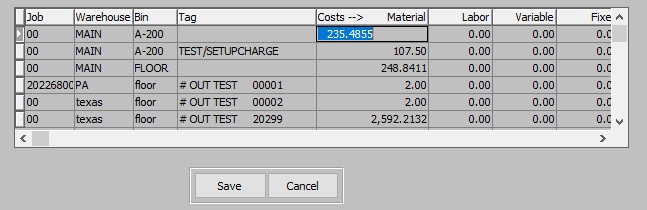 Job Warehouse Bin Tag Costs --> Material Labor Variable Fixe
00 MAIN A-200 235.4855 0.00 0.00 0.0
00 MAIN A-200 TEST/SETUPCHARGE 107.50 0.00 0.00 0.0
00 MAIN FLOOR 248.8411 0.00 0.00 0.0
20226800 PA floor # OUT TEST 00001 2.00 0.00 0.00 0.0
00 texas floor # OUT TEST 00002 2.00 0.00 0.00 0.0
00 texas floor # OUT TEST 20299 2,592.2132 0.00 0.00 0.0
Save Cancel